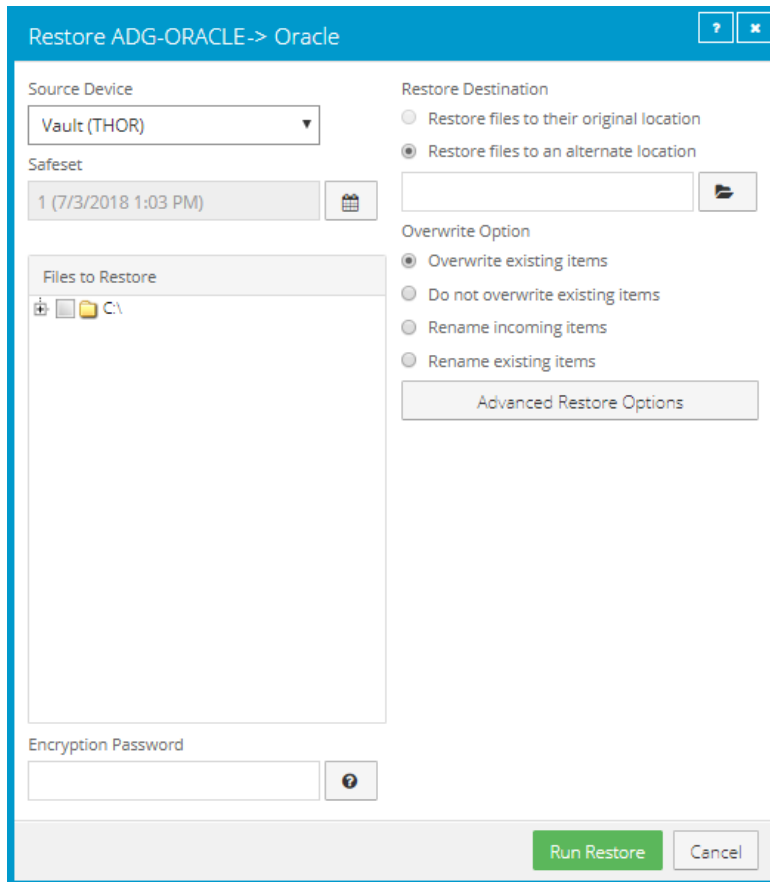 Restore ADG-ORACLE-> Oracle
? ×
Source Device
Vault (THOR)
Safeset
1 (7/3/2018 1:03 PM)
Files to Restore
C:\
Encryption Password
Restore Destination
Restore files to their original location
Restore files to an alternate location
Overwrite Option
Overwrite existing items
Do not overwrite existing items
Rename incoming items
Rename existing items
Advanced Restore Options
Run Restore
Cancel